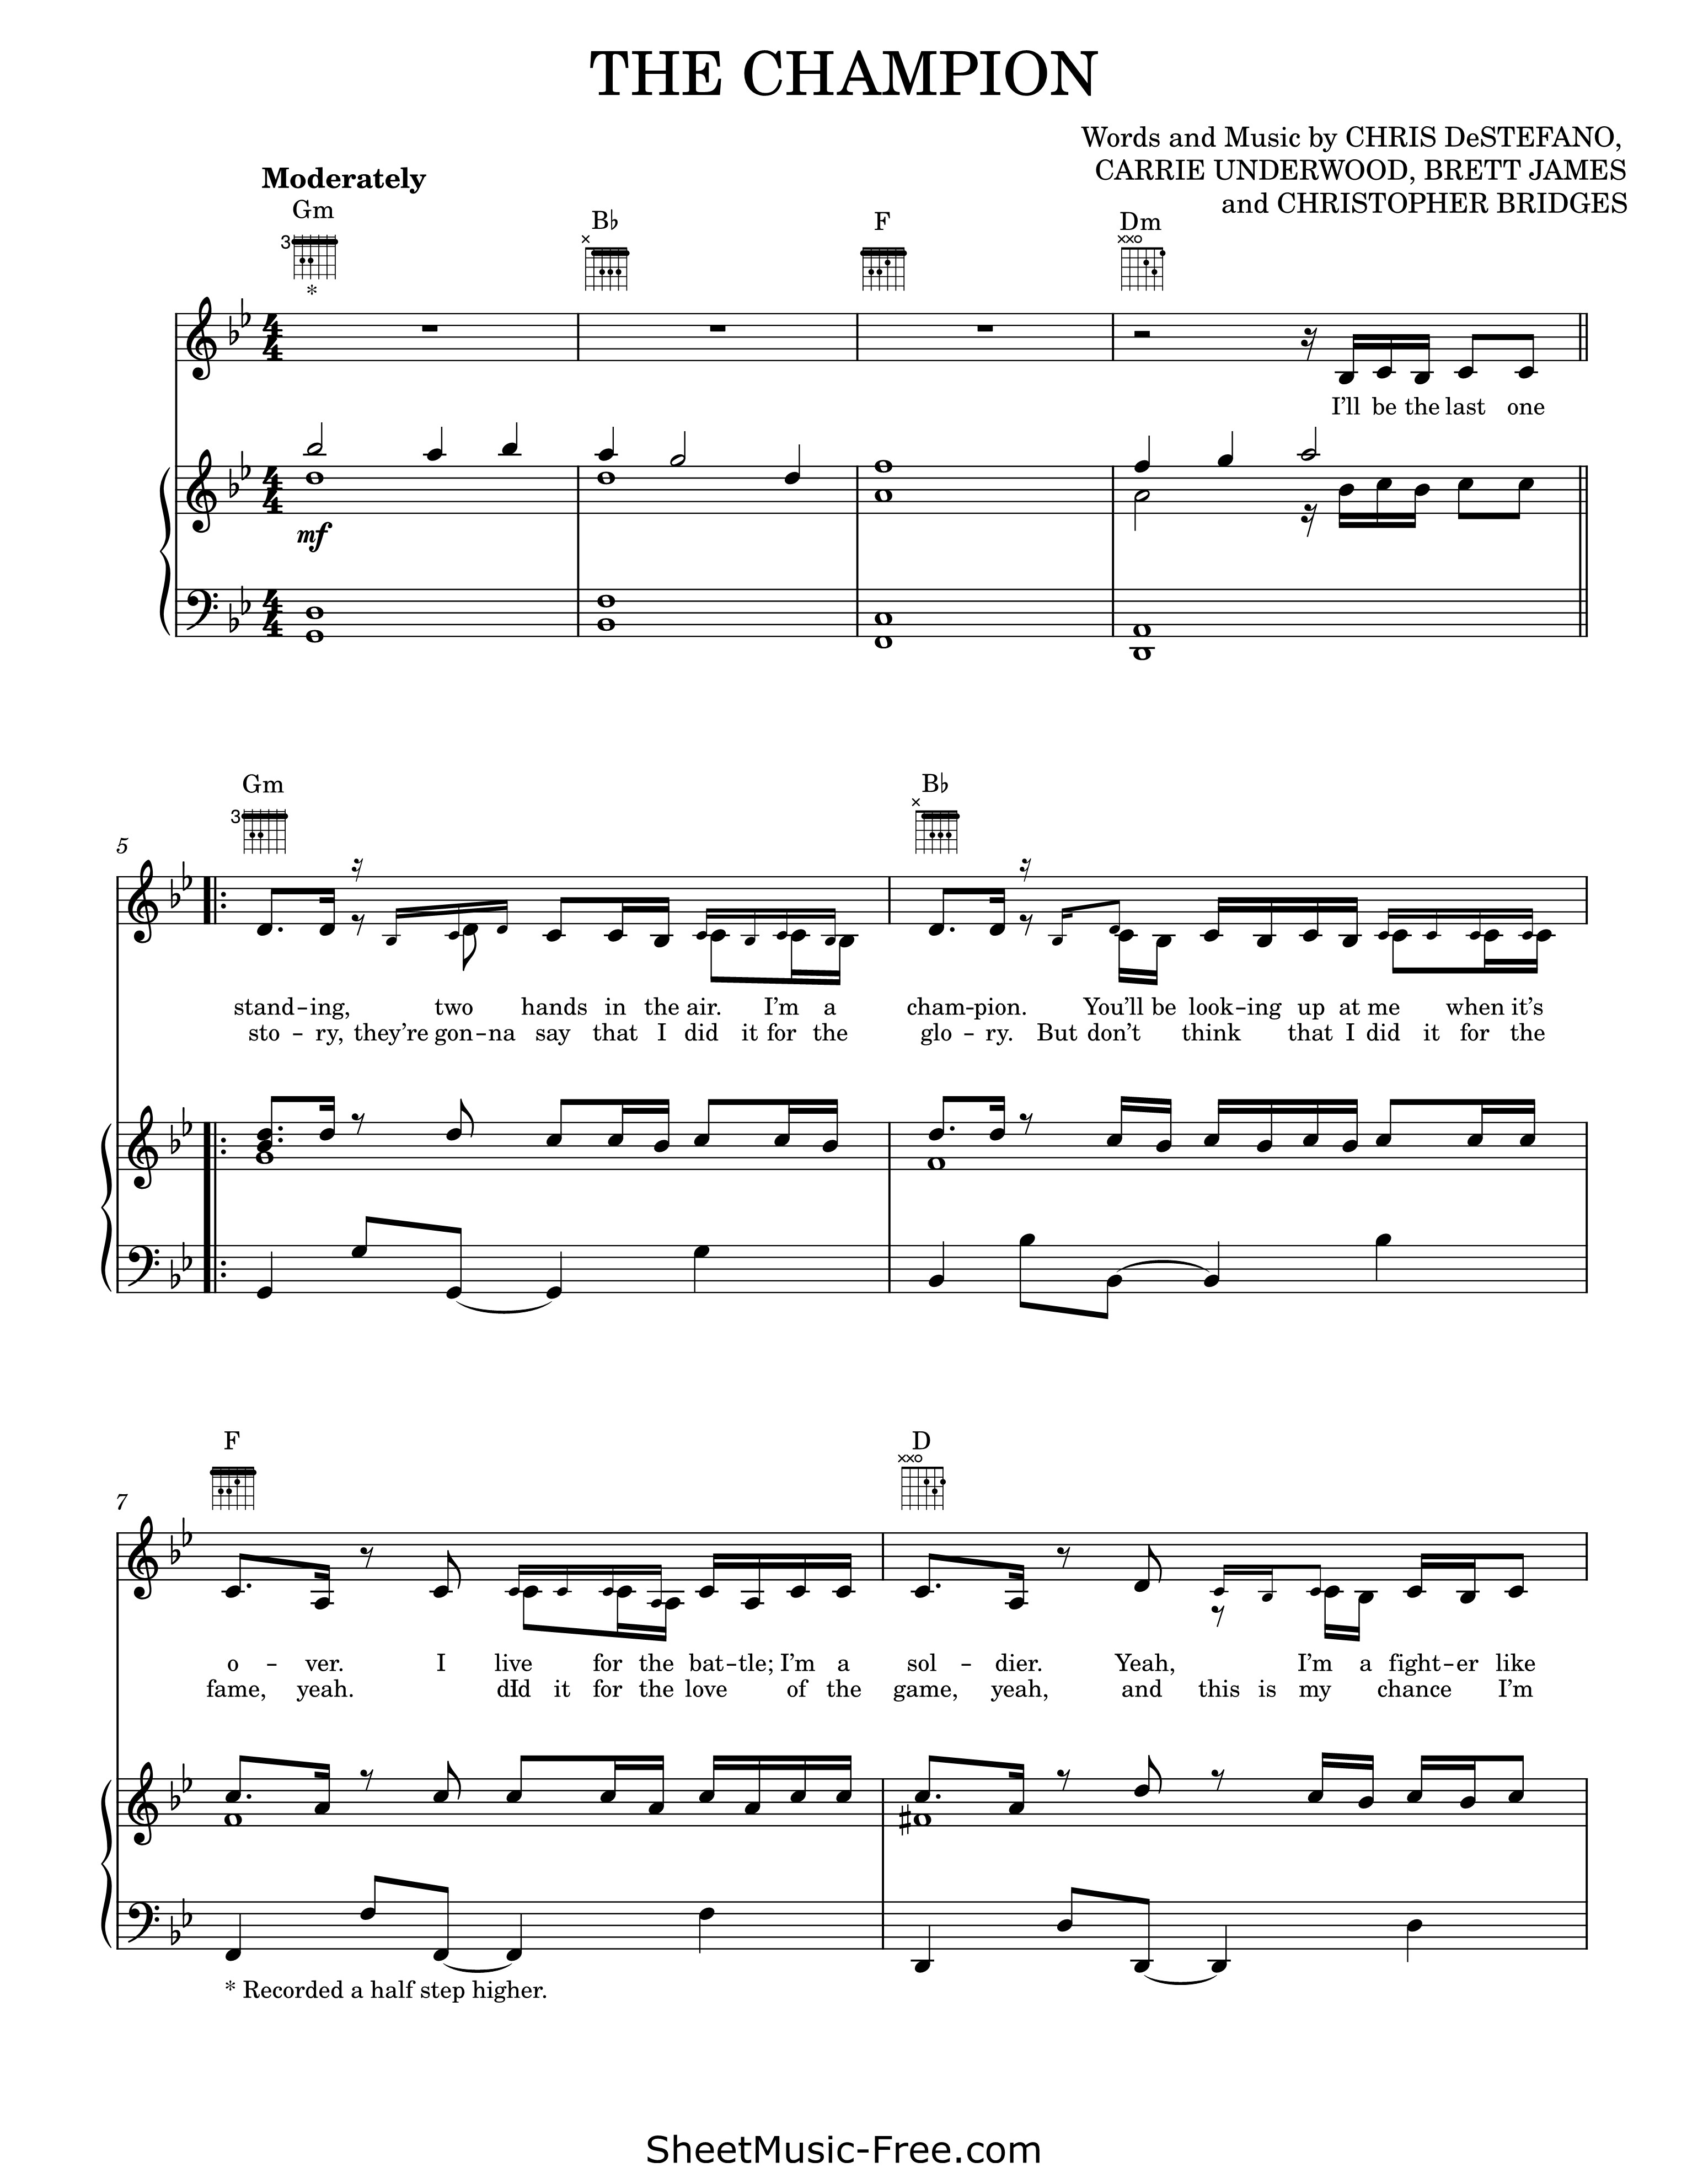 THE CHAMPION
Words and Music by CHRIS DeSTEFANO,
CARRIE UNDERWOOD, BRETT JAMES
and CHRISTOPHER BRIDGES
Moderately
Gm B♭ F Dm
3
*
I'll be the last one
mf
Gm B♭
3
5
stand-ing, two hands in the air. I'm a cham-pion. You'll be look-ing up at me when it's
sto - ry, they're gon-na say that I did it for the glo - ry. But don't think that I did it for the
F D
7
o - ver. I live for the bat-tle; I'm a sol - dier. Yeah, I'm a fight-er like
fame, yeah. dId it for the love of the game, yeah, and this is my chance I'm
* Recorded a half step higher.
SheetMusic-Free.com